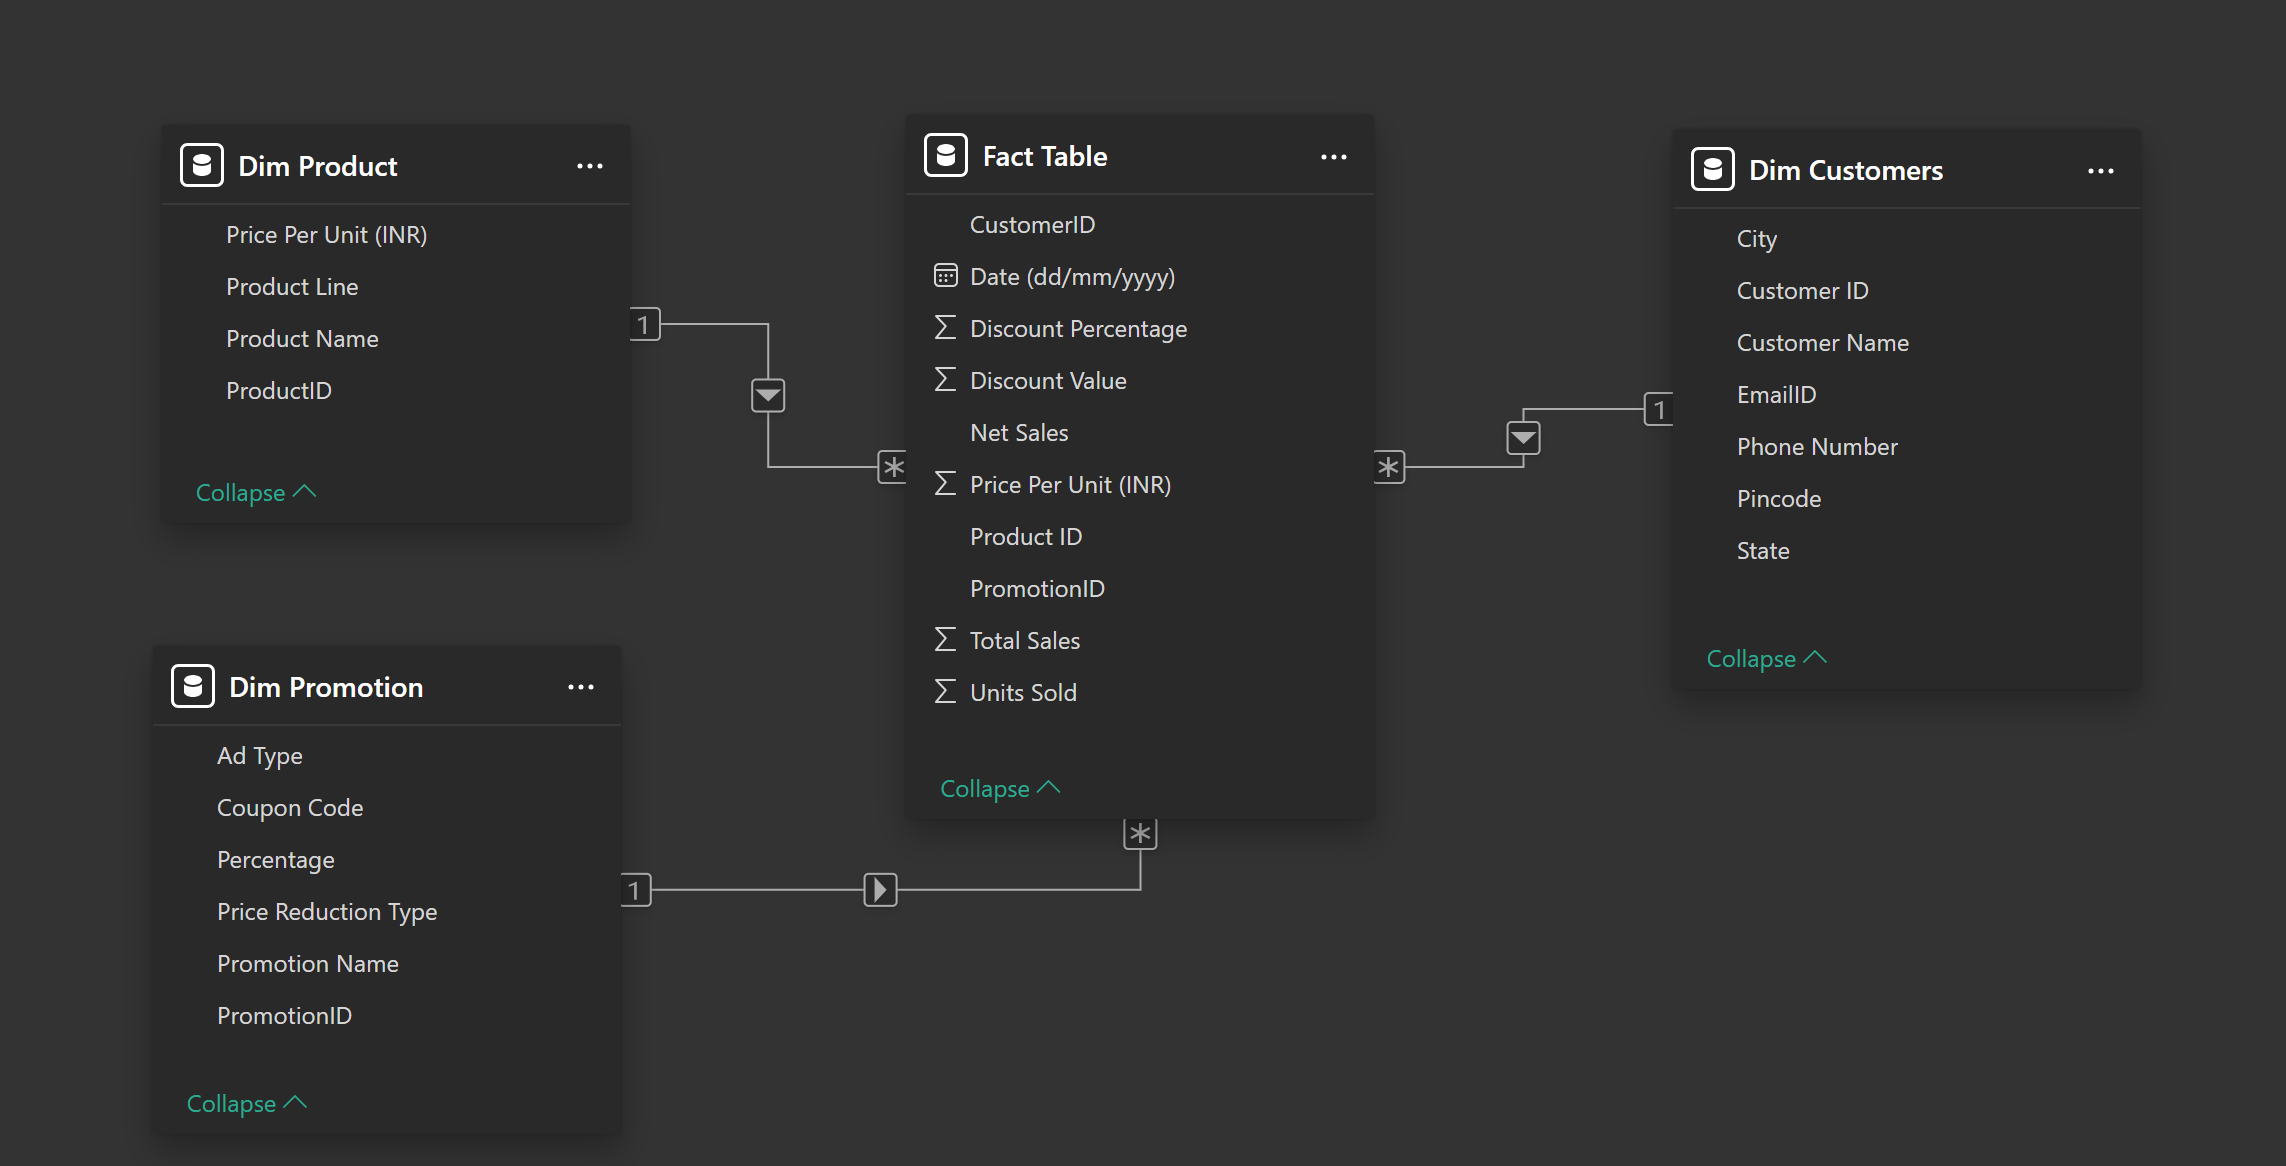 Dim Product
Price Per Unit (INR)
Product Line
Product Name
ProductID
Collapse
1
*
Fact Table
CustomerID
Date (dd/mm/yyyy)
Discount Percentage
Discount Value
Net Sales
Price Per Unit (INR)
Product ID
PromotionID
Total Sales
Units Sold
Collapse
*
1
Dim Customers
City
Customer ID
Customer Name
EmailID
Phone Number
Pincode
State
Collapse
Dim Promotion
Ad Type
Coupon Code
Percentage
Price Reduction Type
Promotion Name
PromotionID
Collapse
1
*